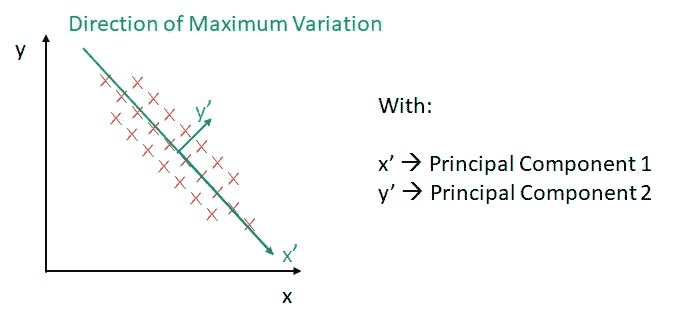 Direction of Maximum Variation
y
y’
With:
x’ → Principal Component 1
y’ → Principal Component 2
x’
x